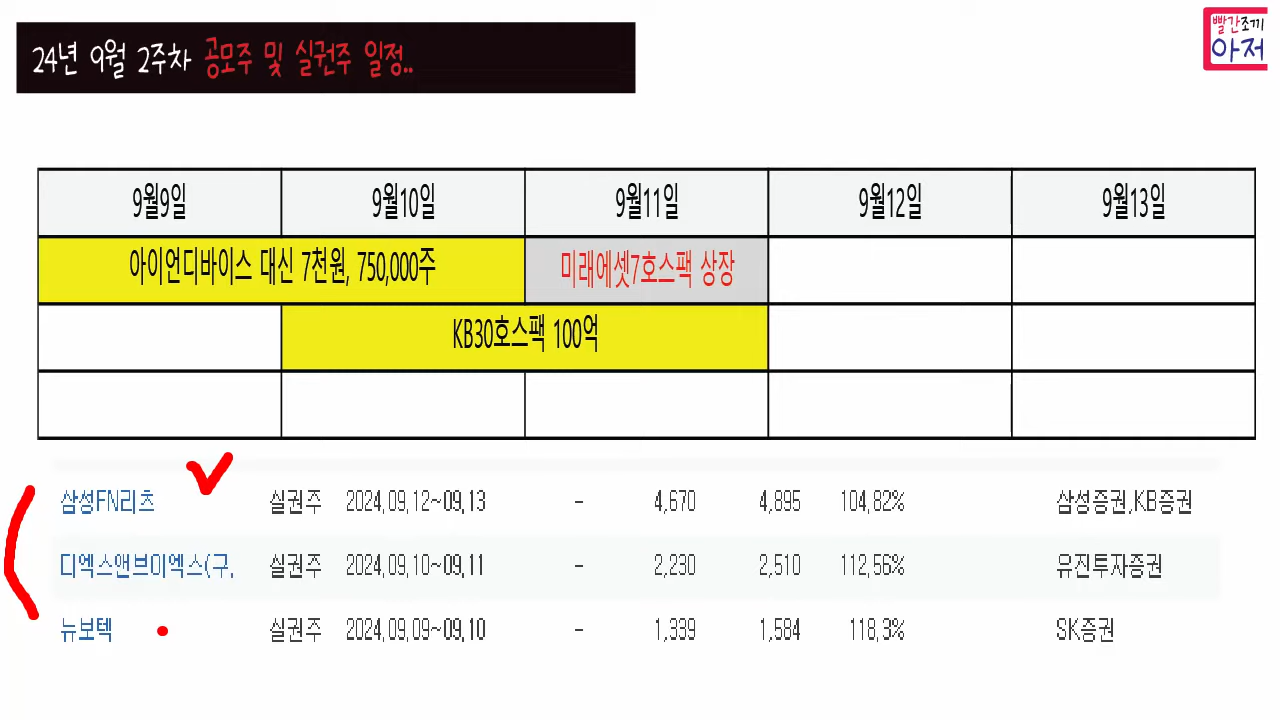 24년 9월 2주차 공모주 및 실권주 일정..
빨간조끼
아저
9월9일 9월10일 9월11일 9월12일 9월13일
아이언디바이스 대신 7천원, 750,000주 미래에셋7호스팩 상장
KB30호스팩 100억
삼성FN리츠 실권주 2024.09.12~09.13 - 4,670 4,895 104.82% 삼성증권,KB증권
디엑스앤브이엑스(구. 실권주 2024.09.10~09.11 - 2,230 2,510 112.56% 유진투자증권
뉴보텍 실권주 2024.09.09~09.10 - 1,339 1,584 118.3% SK증권